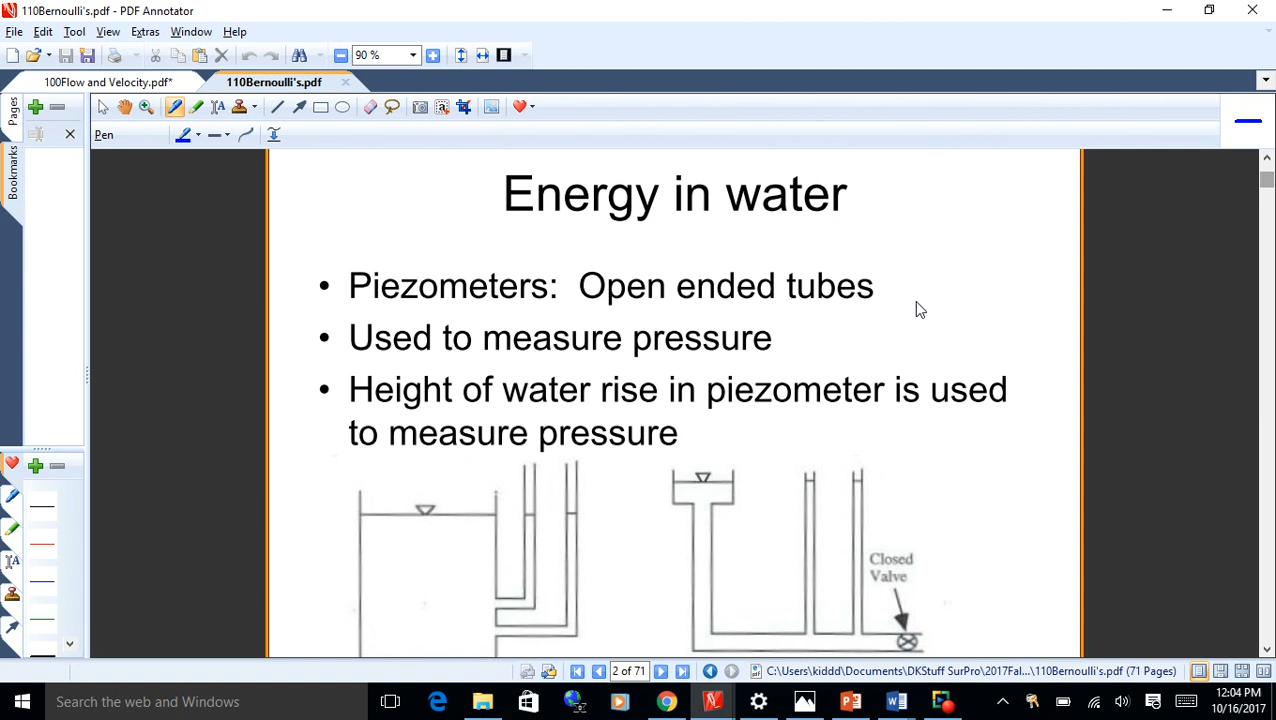 110Bernoulli's.pdf - PDF Annotator
File Edit Tool View Extras Window Help
90 %
100Flow and Velocity.pdf* 110Bernoulli's.pdf
Pen
Pages
Bookmarks
Energy in water
• Piezometers: Open ended tubes
• Used to measure pressure
• Height of water rise in piezometer is used
to measure pressure
Closed
Valve
2 of 71
C:\Users\kiddd\Documents\DKStuff SurPro\2017Fal...\110Bernoulli's.pdf (71 Pages)
Search the web and Windows
12:04 PM
10/16/2017